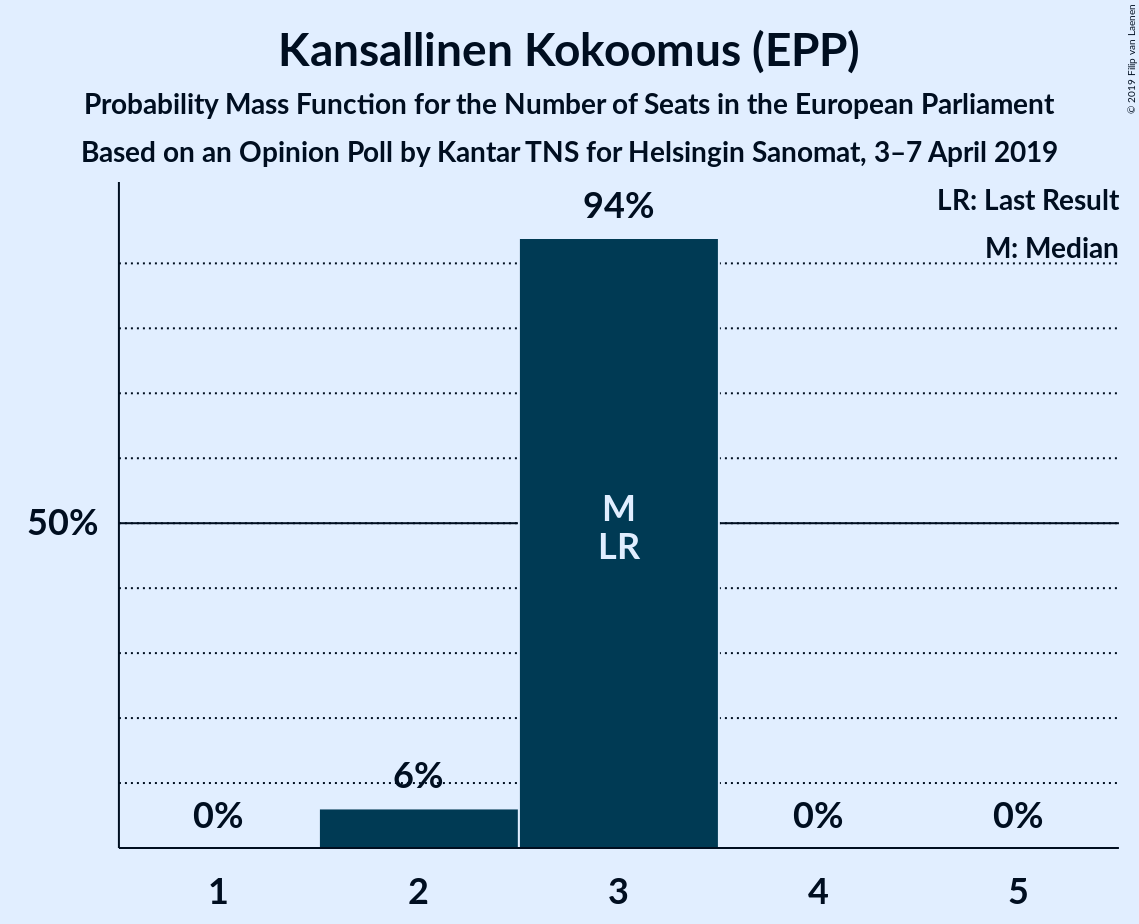 Kansallinen Kokoomus (EPP)
Probability Mass Function for the Number of Seats in the European Parliament
Based on an Opinion Poll by Kantar TNS for Helsingin Sanomat, 3–7 April 2019
© 2019 Filip van Laenen
LR: Last Result
M: Median
94%
50%
M
LR
6%
0%
0%
0%
1
2
3
4
5